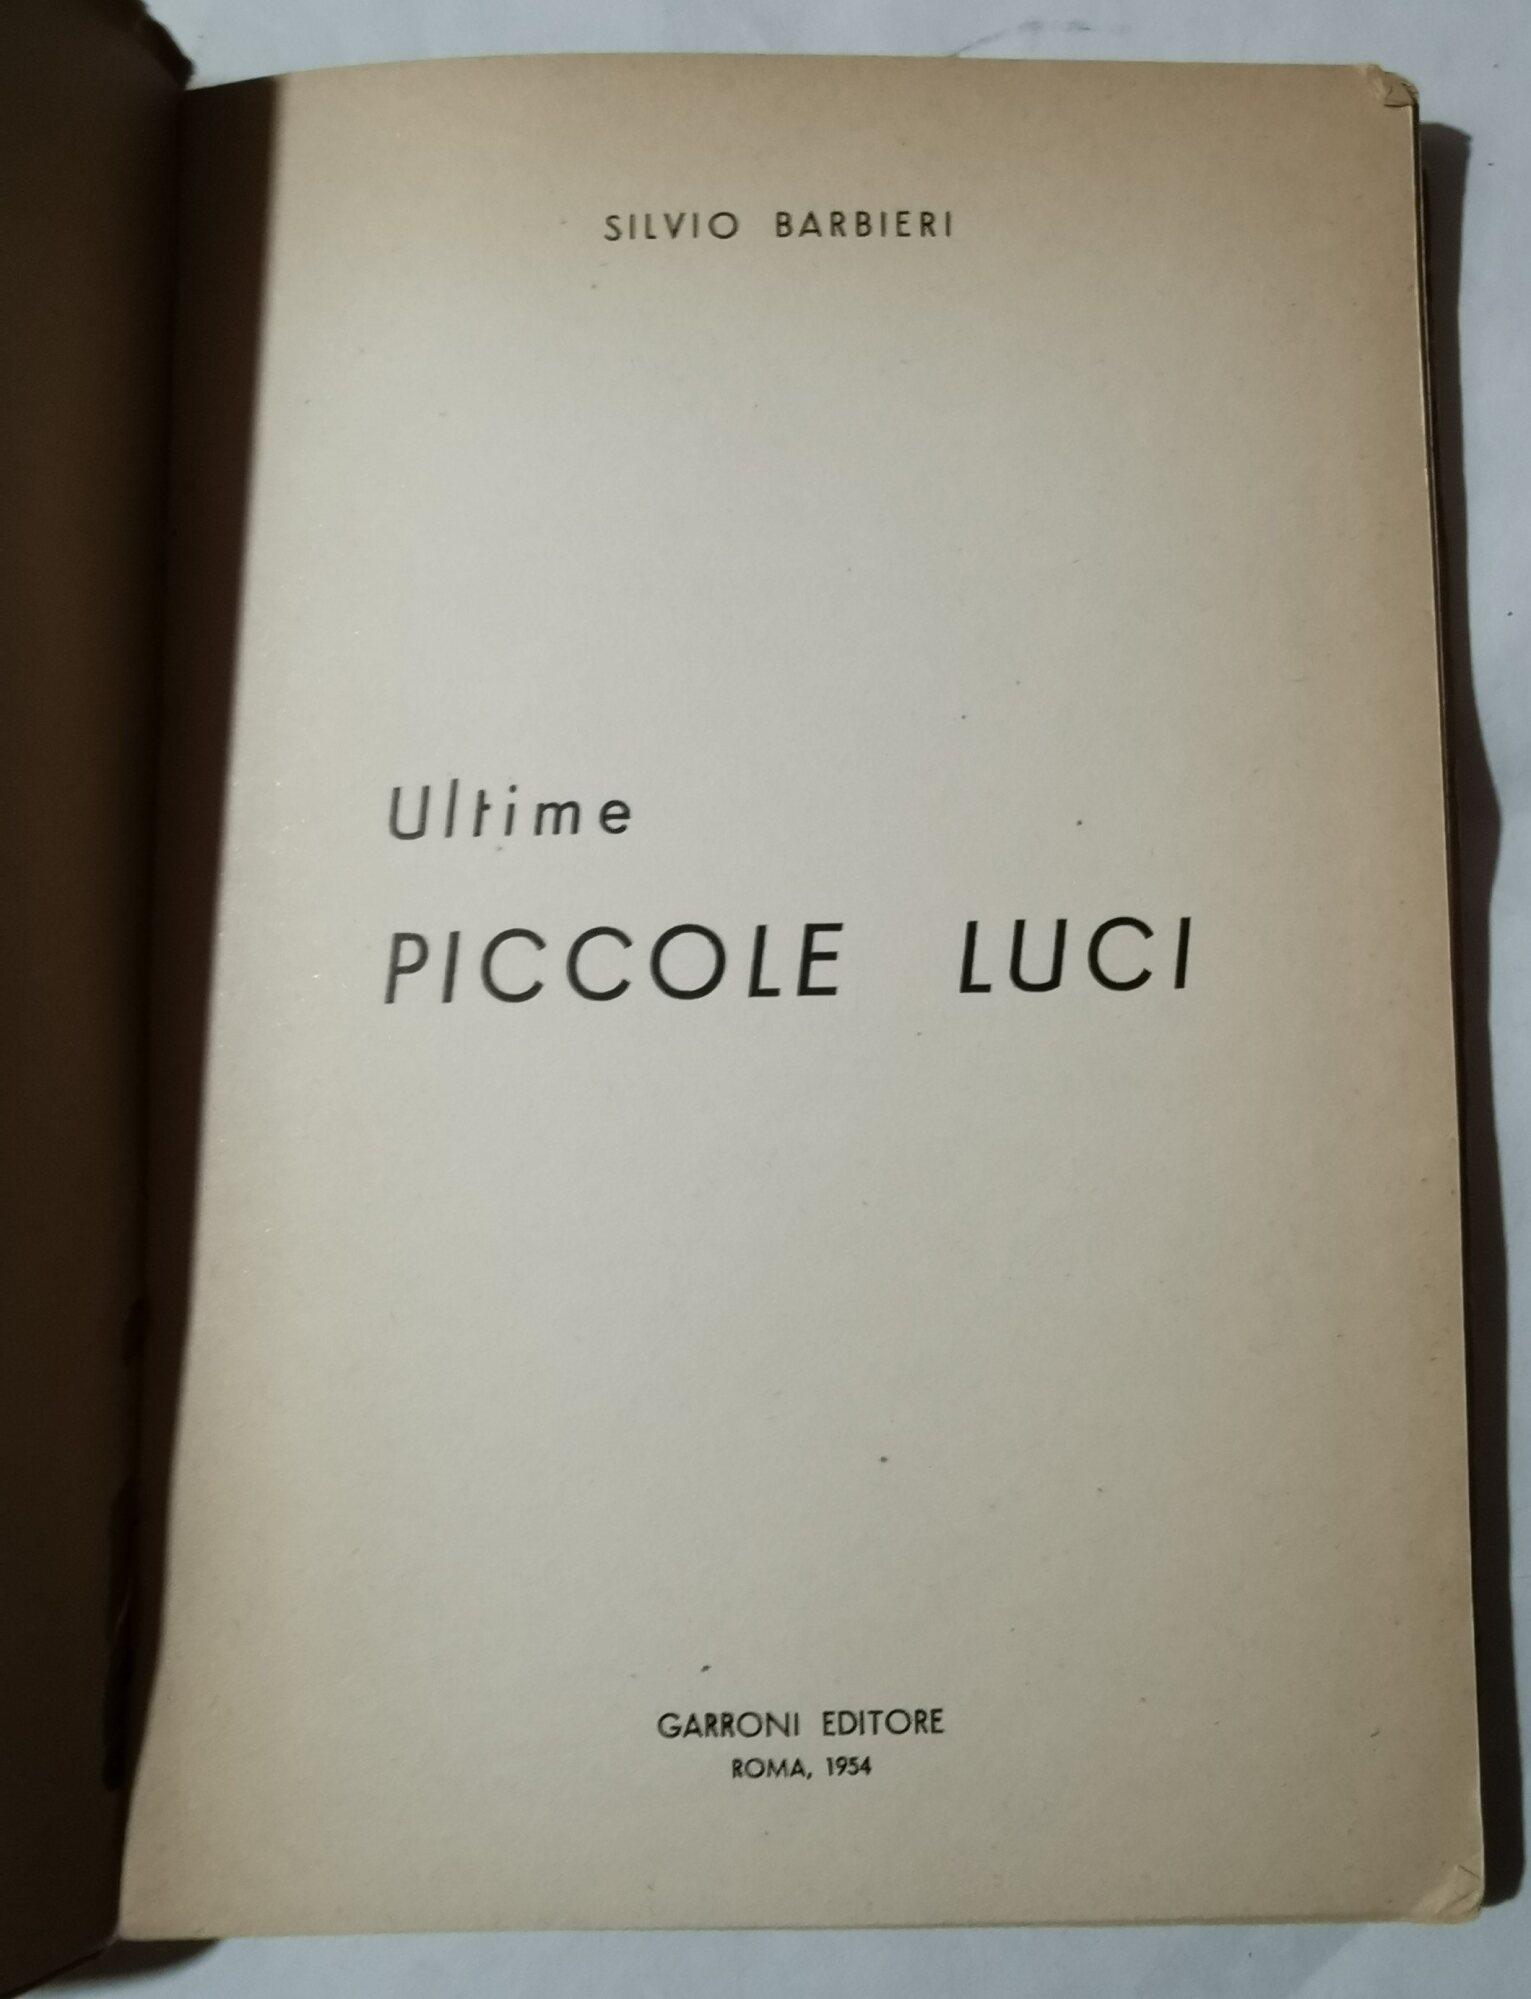 SILVIO BARBIERI
Ultime
PICCOLE LUCI
GARRONI EDITORE
ROMA, 1954